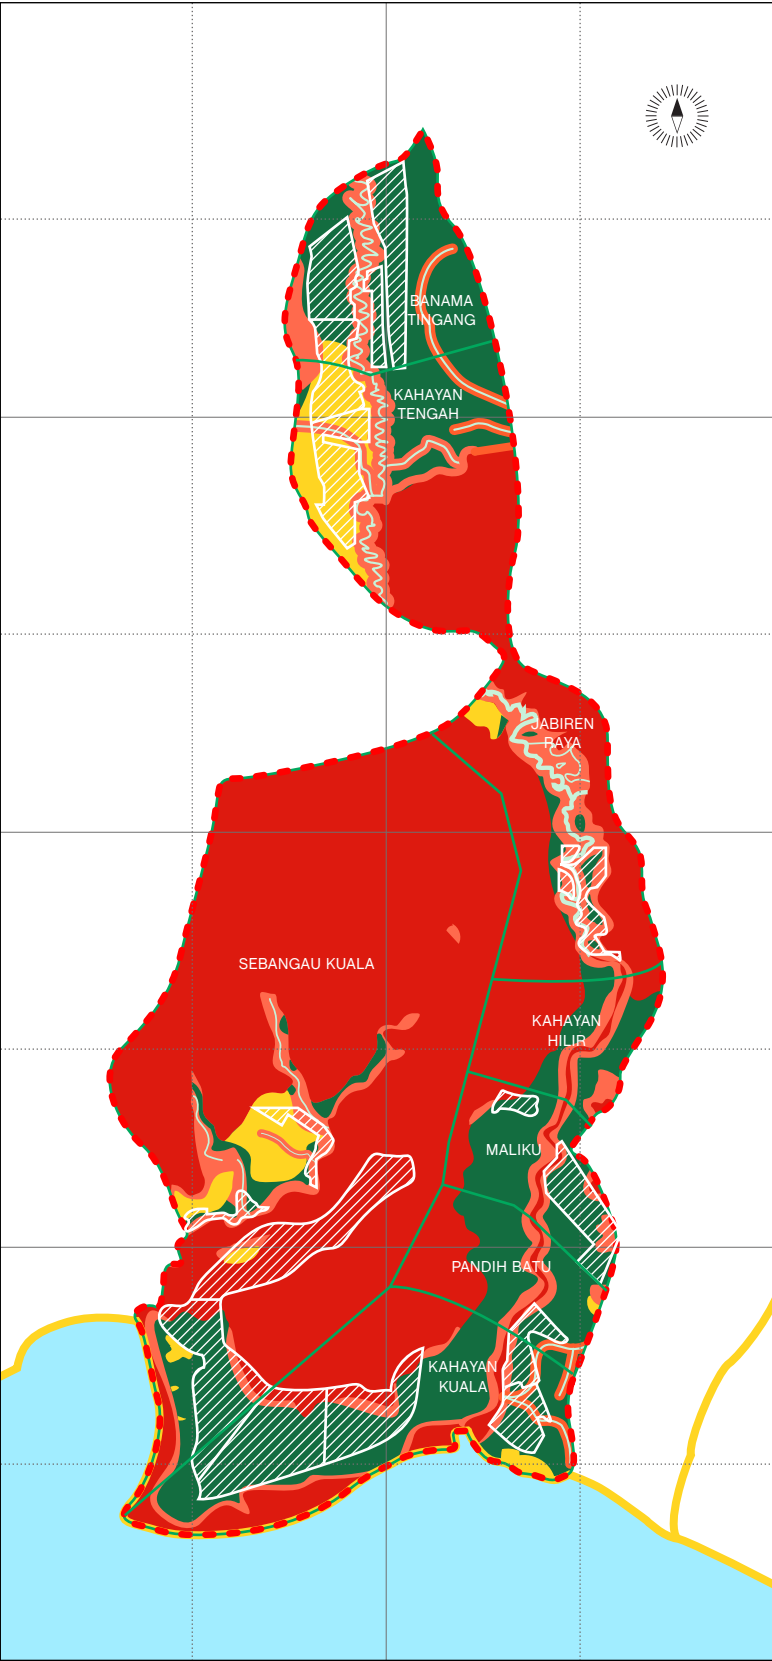 BANAMA
TINGANG
KAHAYAN
TENGAH
JABIREN
RAYA
SEBANGAU KUALA
KAHAYAN
HILIR
MALIKU
PANDIH BATU
KAHAYAN
KUALA